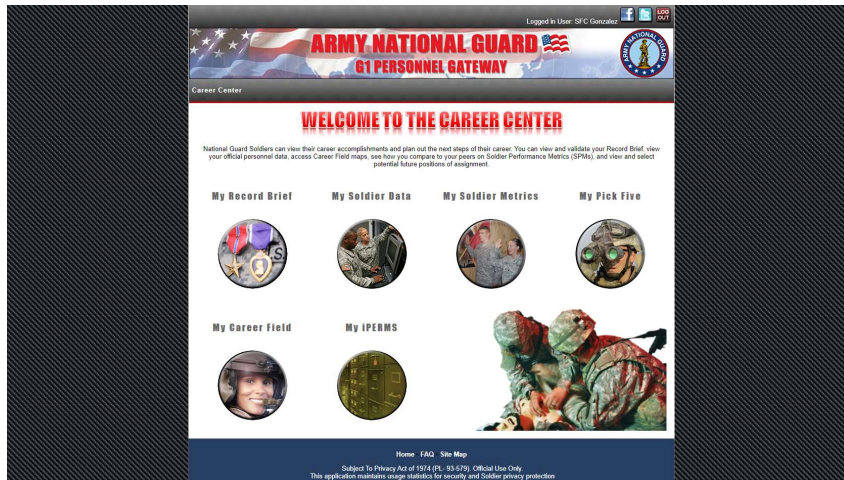 Logged in User: SFC Gonzalez
LOG
OUT
ARMY NATIONAL GUARD
G1 PERSONNEL GATEWAY
ARMY NATIONAL GUARD
Career Center
WELCOME TO THE CAREER CENTER
National Guard Soldiers can view their career accomplishments and plan out the next steps of their career. You can view and validate your Record Brief, view
your official personnel data, access Career Field maps, see how you compare to your peers on Soldier Performance Metrics (SPMs), and view and select
potential future positions of assignment.
My Record Brief
My Soldier Data
My Soldier Metrics
My Pick Five
My Career Field
My iPERMS
Home FAQ Site Map
Subject To Privacy Act of 1974 (PL- 93-579). Official Use Only.
This application maintains usage statistics for security and Soldier privacy protection